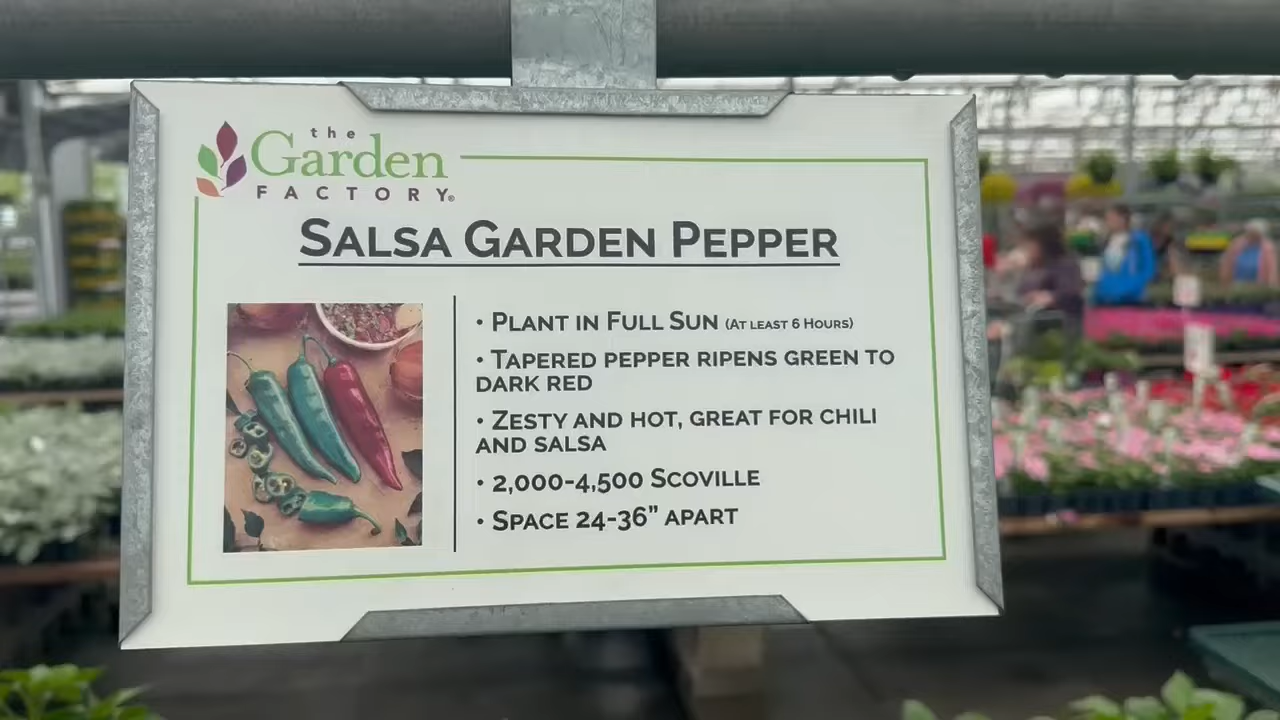 the
Garden
FACTORY®
SALSA GARDEN PEPPER
• PLANT IN FULL SUN (AT LEAST 6 HOURS)
• TAPERED PEPPER RIPENS GREEN TO
DARK RED
• ZESTY AND HOT, GREAT FOR CHILI
AND SALSA
• 2,000-4,500 SCOVILLE
• SPACE 24-36” APART